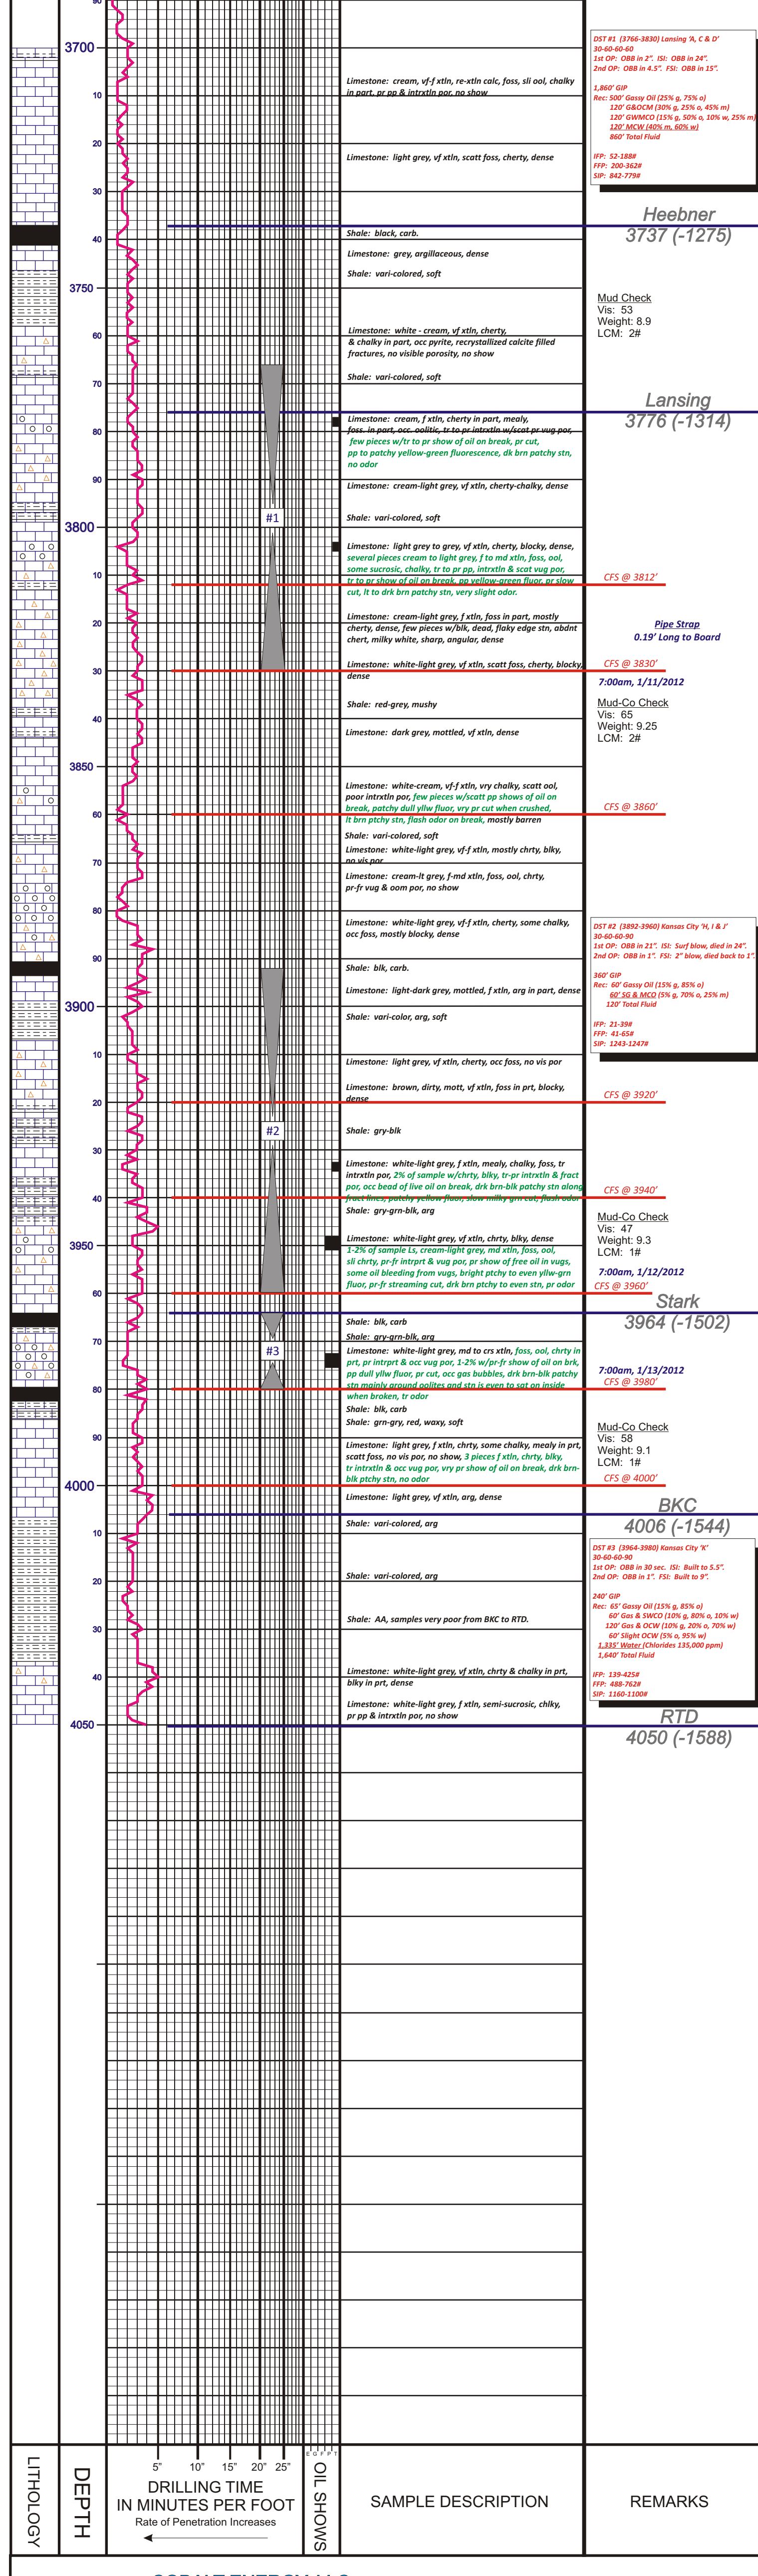 90
3700
10
20
30
40
3750
60
70
80
90
3800
10
20
30
40
3850
60
70
80
90
3900
10
20
30
40
3950
60
70
80
90
4000
10
20
30
40
4050
#1
#2
#3
Limestone: cream, vf-f xtln, re-xtln calc, foss, sli ool, chalky
in part, pr pp & intrxtln por, no show
Limestone: light grey, vf xtln, scatt foss, cherty, dense
Shale: black, carb.
Limestone: grey, argillaceous, dense
Shale: vari-colored, soft
Limestone: white - cream, vf xtln, cherty,
& chalky in part, occ pyrite, recrystallized calcite filled
fractures, no visible porosity, no show
Shale: vari-colored, soft
Limestone: cream, f xtln, cherty in part, mealy,
foss. in part, occ. oolitic, tr to pr intrxtln w/scat pr vug por,
few pieces w/tr to pr show of oil on break, pr cut,
pp to patchy yellow-green fluorescence, dk brn patchy stn,
no odor
Limestone: cream-light grey, vf xtln, cherty-chalky, dense
Shale: vari-colored, soft
Limestone: light grey to grey, vf xtln, cherty, blocky, dense,
several pieces cream to light grey, f to md xtln, foss, ool,
some sucrosic, chalky, tr to pr pp, intrxtln & scat vug por,
tr to pr show of oil on break, pp yellow-green fluor, pr slow
cut, lt to drk brn patchy stn, very slight odor.
Limestone: cream-light grey, f xtln, foss in part, mostly
cherty, dense, few pieces w/blk, dead, flaky edge stn, abdnt
chert, milky white, sharp, angular, dense
Limestone: white-light grey, vf xtln, scatt foss, cherty, blocky,
dense
Shale: red-grey, mushy
Limestone: dark grey, mottled, vf xtln, dense
Limestone: white-cream, vf-f xtln, vry chalky, scatt ool,
poor intrxtln por, few pieces w/scatt pp shows of oil on
break, patchy dull yllw fluor, vry pr cut when crushed,
lt brn ptchy stn, flash odor on break, mostly barren
Shale: vari-colored, soft
Limestone: white-light grey, vf-f xtln, mostly chrty, blky,
no vis por
Limestone: cream-lt grey, f-md xtln, foss, ool, chrty,
pr-fr vug & oom por, no show
Limestone: white-light grey, vf-f xtln, cherty, some chalky,
occ foss, mostly blocky, dense
Shale: blk, carb.
Limestone: light-dark grey, mottled, f xtln, arg in part, dense
Shale: vari-color, arg, soft
Limestone: light grey, vf xtln, cherty, occ foss, no vis por
Limestone: brown, dirty, mott, vf xtln, foss in prt, blocky,
dense
Shale: gry-blk
Limestone: white-light grey, f xtln, mealy, chalky, foss, tr
intrxtln por, 2% of sample w/chrty, blky, tr-pr intrxtln & fract
por, occ bead of live oil on break, drk brn-blk patchy stn along
fract lines, patchy yellow fluor, slow milky grn cut, flash odor
Shale: gry-grn-blk, arg
Limestone: white-light grey, vf xtln, chrty, blky, dense
1-2% of sample Ls, cream-light grey, md xtln, foss, ool,
sli chrty, pr-fr intrprt & vug por, pr show of free oil in vugs,
some oil bleeding from vugs, bright ptchy to even yllw-grn
fluor, pr-fr streaming cut, drk brn ptchy to even stn, pr odor
Shale: blk, carb
Shale: gry-grn-blk, arg
Limestone: white-light grey, md to crs xtln, foss, ool, chrty in
prt, pr intrprt & occ vug por, 1-2% w/pr-fr show of oil on brk,
pp dull yllw fluor, pr cut, occ gas bubbles, drk brn-blk patchy
stn mainly around oolites and stn is even to sat on inside
when broken, tr odor
Shale: blk, carb
Shale: grn-gry, red, waxy, soft
Limestone: light grey, f xtln, chrty, some chalky, mealy in prt,
scatt foss, no vis por, no show, 3 pieces f xtln, chrty, blky,
tr intrxtln & occ vug por, vry pr show of oil on break, drk brn-
blk ptchy stn, no odor
Limestone: light grey, vf xtln, arg, dense
Shale: vari-colored, arg
Shale: vari-colored, arg
Shale: AA, samples very poor from BKC to RTD.
Limestone: white-light grey, vf xtln, chrty & chalky in prt,
blky in prt, dense
Limestone: white-light grey, f xtln, semi-sucrosic, chlky,
pr pp & intrxtln por, no show
DST #1 (3766-3830) Lansing 'A, C & D'
30-60-60-60
1st OP: OBB in 2". ISI: OBB in 24".
2nd OP: OBB in 4.5". FSI: OBB in 15".
1,860' GIP
Rec: 500' Gassy Oil (25% g, 75% o)
120' G&OCM (30% g, 25% o, 45% m)
120' GWMCO (15% g, 50% o, 10% w, 25% m)
120' MCW (40% m, 60% w)
860' Total Fluid
IFP: 52-188#
FFP: 200-362#
SIP: 842-779#
Heebner
3737 (-1275)
Mud Check
Vis: 53
Weight: 8.9
LCM: 2#
Lansing
3776 (-1314)
CFS @ 3812'
Pipe Strap
0.19' Long to Board
CFS @ 3830'
7:00am, 1/11/2012
Mud-Co Check
Vis: 65
Weight: 9.25
LCM: 2#
CFS @ 3860'
DST #2 (3892-3960) Kansas City 'H, I & J'
30-60-60-90
1st OP: OBB in 21". ISI: Surf blow, died in 24".
2nd OP: OBB in 1". FSI: 2" blow, died back to 1".
360' GIP
Rec: 60' Gassy Oil (15% g, 85% o)
60' SG & MCO (5% g, 70% o, 25% m)
120' Total Fluid
IFP: 21-39#
FFP: 41-65#
SIP: 1243-1247#
CFS @ 3920'
CFS @ 3940'
Mud-Co Check
Vis: 47
Weight: 9.3
LCM: 1#
7:00am, 1/12/2012
CFS @ 3960'
Stark
3964 (-1502)
7:00am, 1/13/2012
CFS @ 3980'
Mud-Co Check
Vis: 58
Weight: 9.1
LCM: 1#
CFS @ 4000'
BKC
4006 (-1544)
DST #3 (3964-3980) Kansas City 'K'
30-60-60-90
1st OP: OBB in 30 sec. ISI: Built to 5.5".
2nd OP: OBB in 1". FSI: Built to 9".
240' GIP
Rec: 65' Gassy Oil (15% g, 85% o)
60' Gas & SWCO (10% g, 80% o, 10% w)
120' Gas & OCW (10% g, 20% o, 70% w)
60' Slight OCW (5% o, 95% w)
1,335' Water (Chlorides 135,000 ppm)
1,640' Total Fluid
IFP: 139-425#
FFP: 488-762#
SIP: 1160-1100#
RTD
4050 (-1588)
LITHOLOGY
DEPTH
5" 10" 15" 20" 25"
DRILLING TIME
IN MINUTES PER FOOT
Rate of Penetration Increases
E G F P T
OIL SHOWS
SAMPLE DESCRIPTION
REMARKS